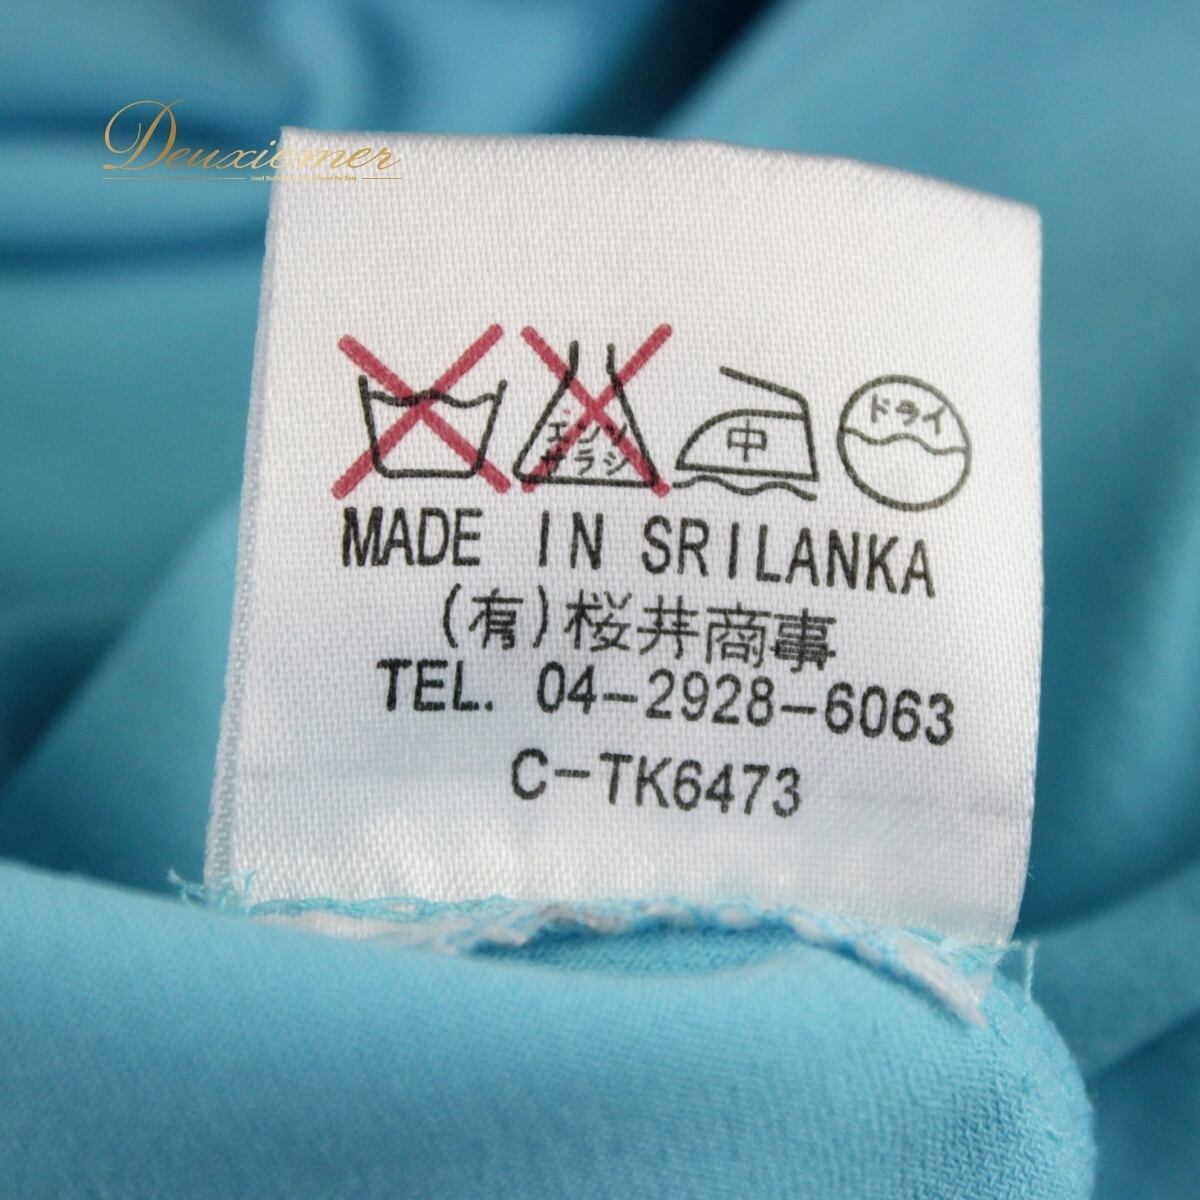 Deuxiemer
エンソ
サラシ
中
ドライ
MADE IN SRILANKA
(有)桜井商事
TEL. 04-2928-6063
C-TK6473